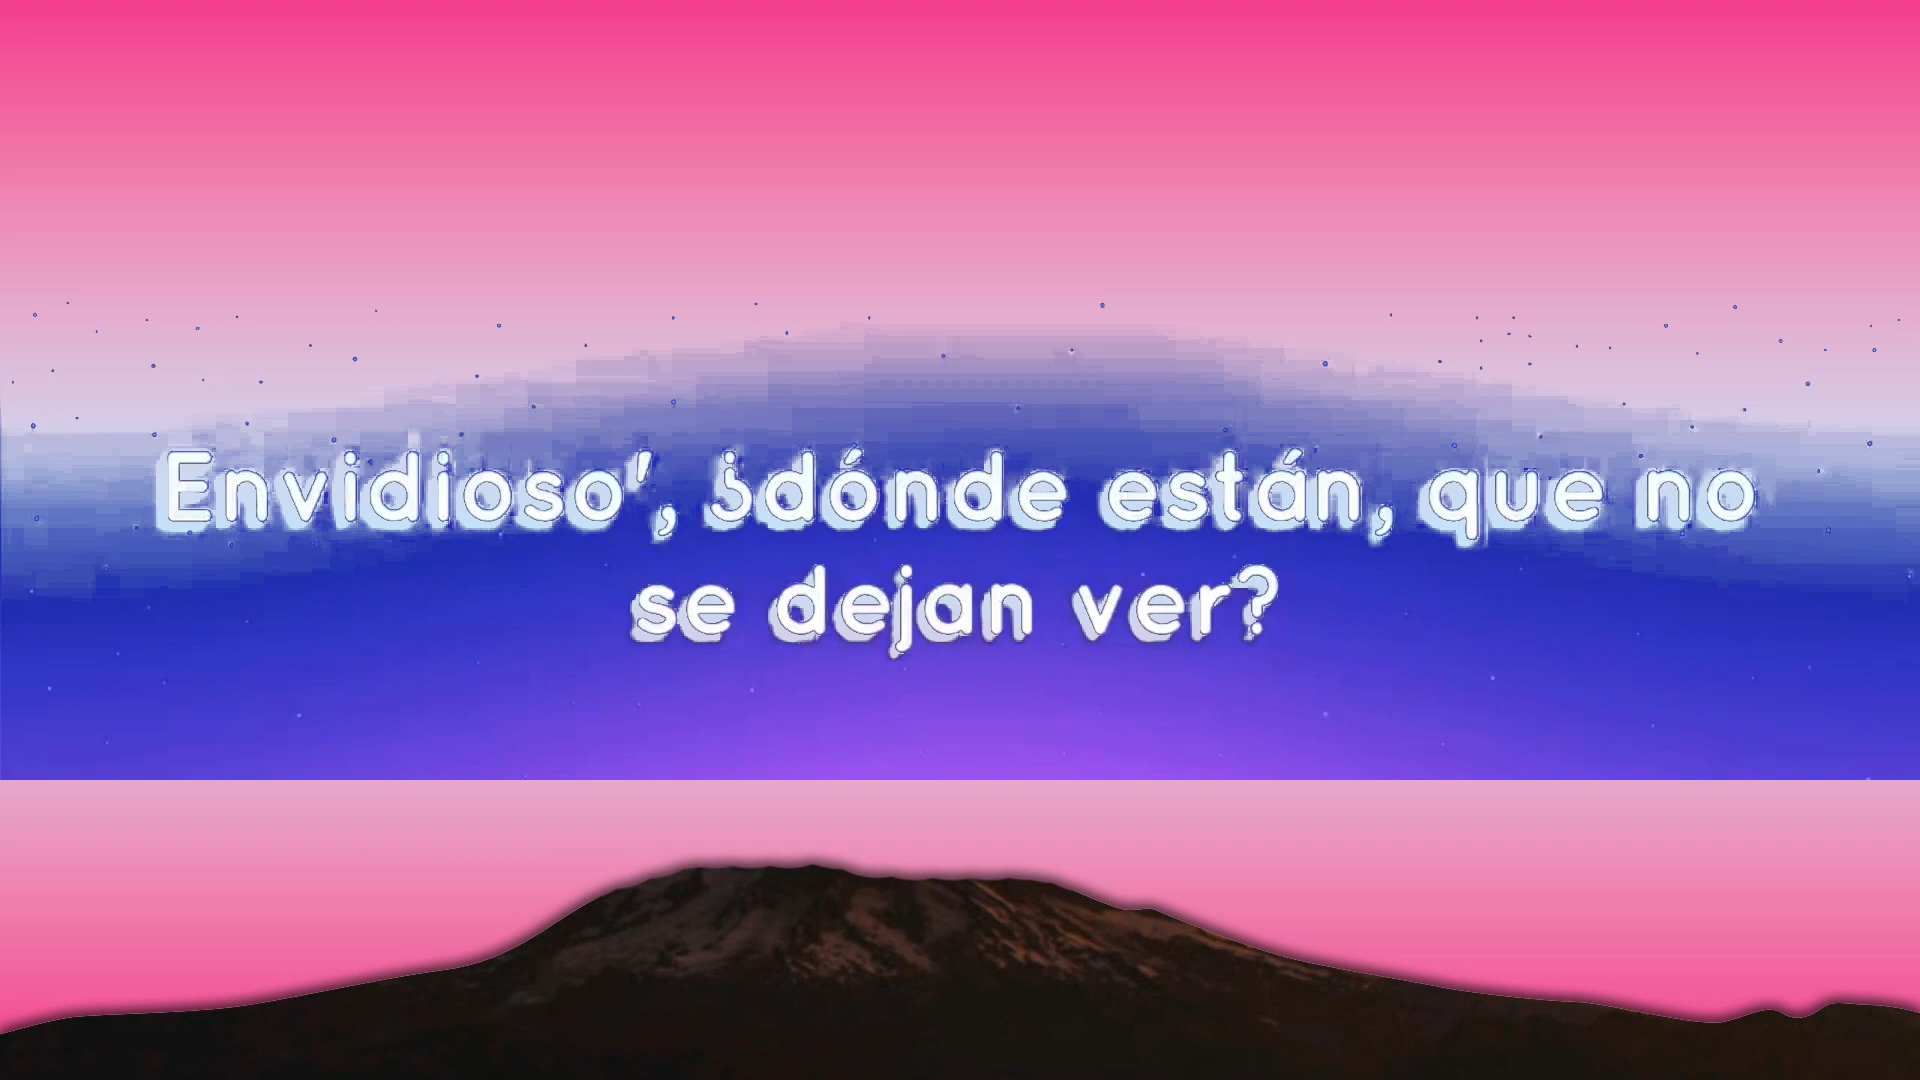 Envidioso', ¿dónde están, que no
se dejan ver?